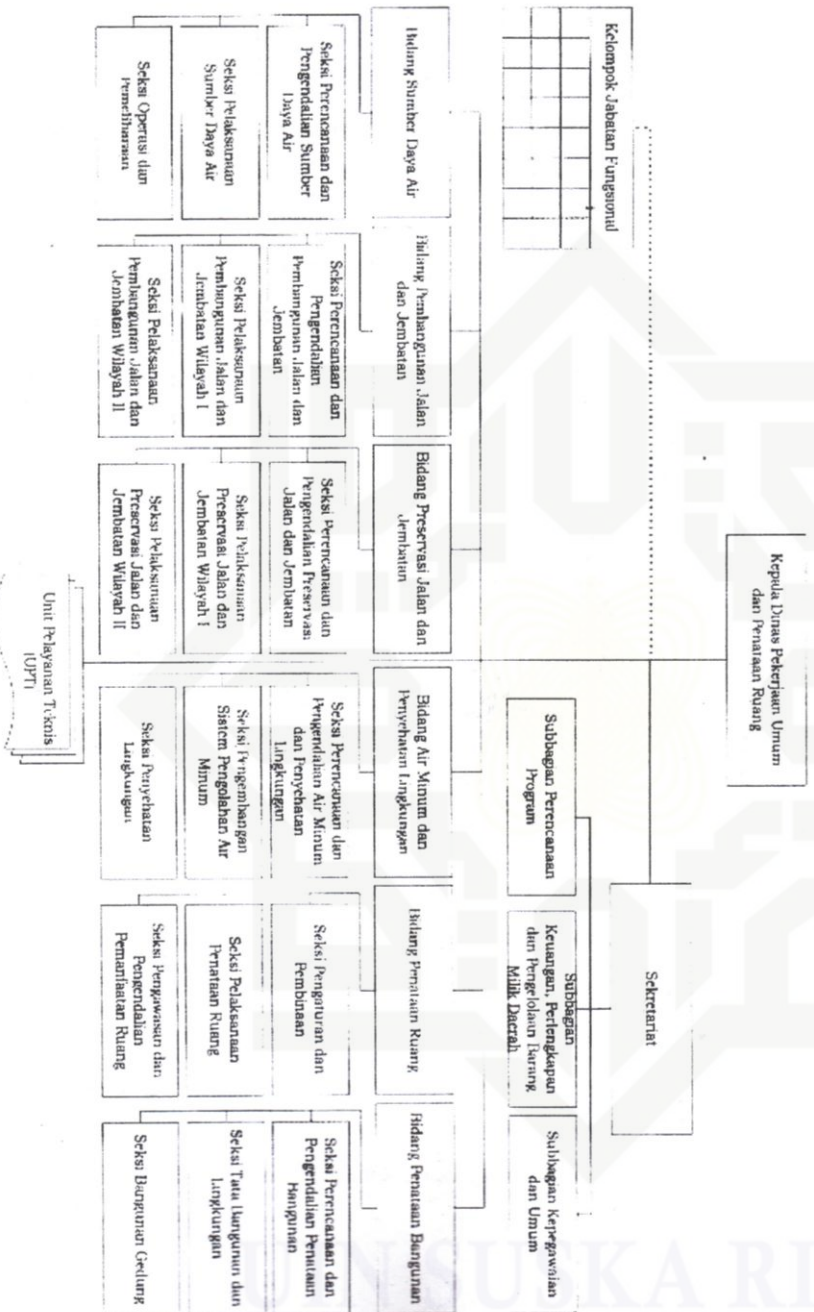 Kepala Dinas Pekerjaan Umum
dan Penataan Ruang
Sekretariat
Kelompok Jabatan Fungsional
Subbagian Perencanaan
Program
Subbagian
Keuangan, Perlengkapan
dan Pengelolaan Barang
Milik Daerah
Subbagian Kepegawaian
dan Umum
Bidang Sumber Daya Air
Bidang Pembangunan Jalan
dan Jembatan
Bidang Preservasi Jalan dan
Jembatan
Bidang Air Minum dan
Penyehatan Lingkungan
Bidang Penataan Ruang
Bidang Penataan Bangunan
Seksi Perencanaan dan
Pengendalian Sumber
Daya Air
Seksi Perencanaan dan
Pengendalian
Pembangunan Jalan dan
Jembatan
Seksi Perencanaan dan
Pengendalian Preservasi
Jalan dan Jembatan
Seksi Perencanaan dan
Pengendalian Air Minum
dan Penyehatan
Lingkungan
Seksi Pengaturan dan
Pembinaan
Seksi Perencanaan dan
Pengendalian Penataan
Bangunan
Seksi Pelaksanaan
Sumber Daya Air
Seksi Pelaksanaan
Pembangunan Jalan dan
Jembatan Wilayah I
Seksi Pelaksanaan
Preservasi Jalan dan
Jembatan Wilayah I
Seksi Pengembangan
Sistem Pengolahan Air
Minum
Seksi Pelaksanaan
Penataan Ruang
Seksi Tata Bangunan dan
Lingkungan
Seksi Operasi dan
Pemeliharaan
Seksi Pelaksanaan
Pembangunan Jalan dan
Jembatan Wilayah II
Seksi Pelaksanaan
Preservasi Jalan dan
Jembatan Wilayah II
Seksi Penyehatan
Lingkungan
Seksi Pengawasan dan
Pengendalian
Pemanfaatan Ruang
Seksi Bangunan Gedung
Unit Pelayanan Teknis
(UPT)
UIN SUSKA RI